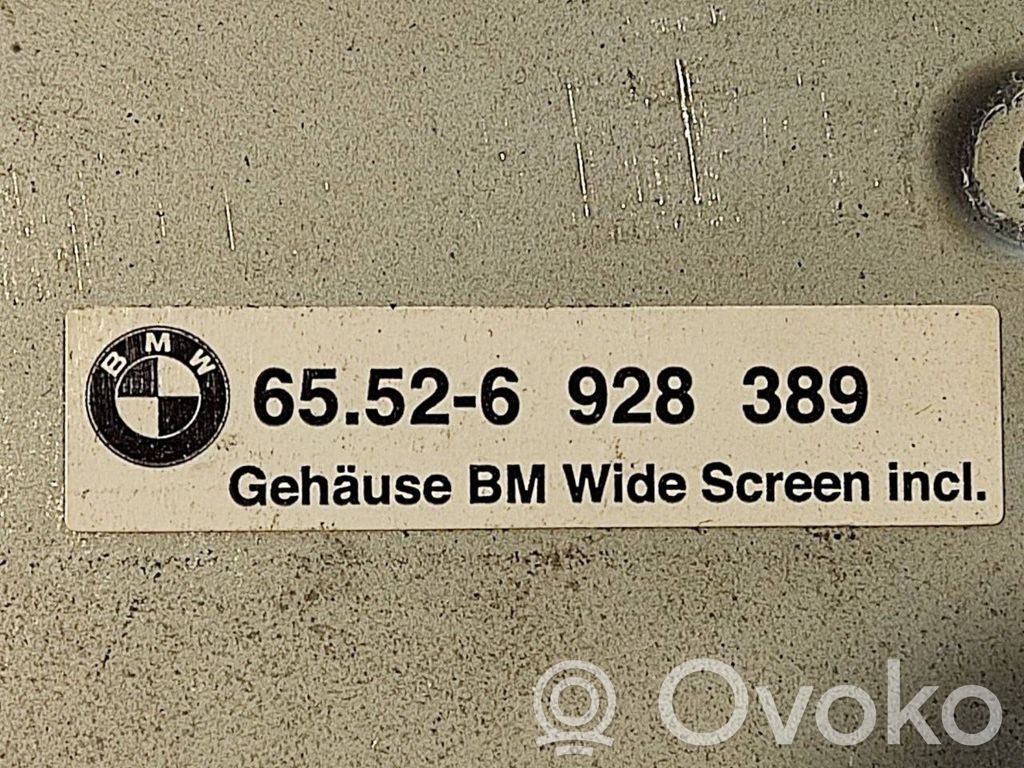 BMW
65.52-6 928 389
Gehäuse BM Wide Screen incl.
Ovoko